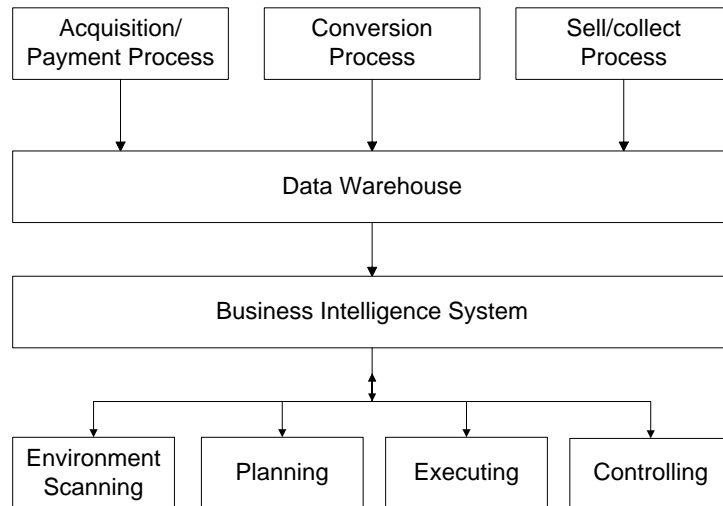 Acquisition/
Payment Process
Conversion
Process
Sell/collect
Process
Data Warehouse
Business Intelligence System
Environment
Scanning
Planning
Executing
Controlling